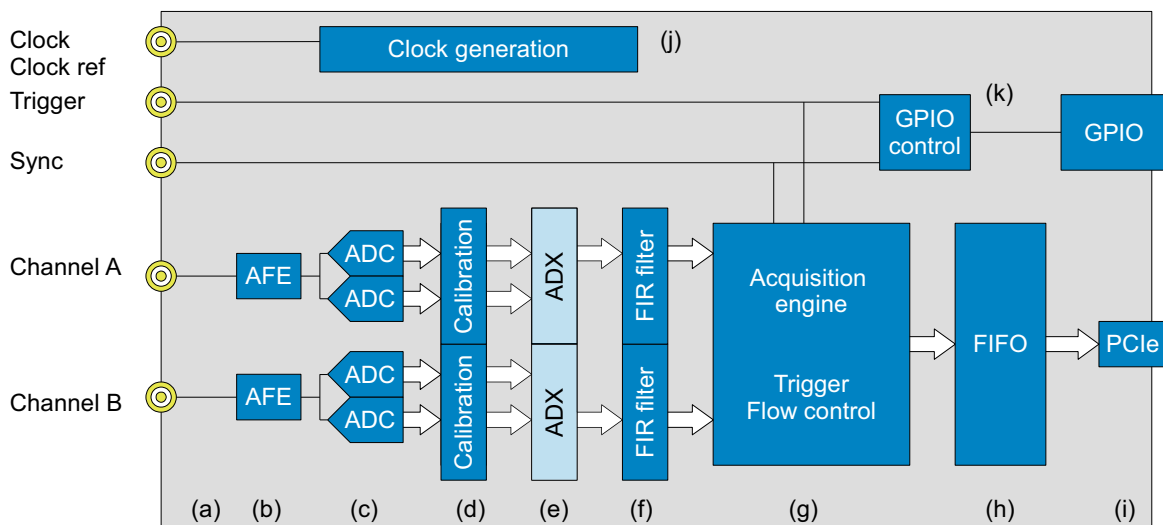 Clock
Clock ref
Clock generation
(j)
Trigger
(k)
GPIO
control
GPIO
Sync
Channel A
AFE
ADC
ADC
Calibration
ADX
FIR filter
Acquisition
engine
Trigger
Flow control
FIFO
PCIe
Channel B
AFE
ADC
ADC
Calibration
ADX
FIR filter
(a)
(b)
(c)
(d)
(e)
(f)
(g)
(h)
(i)